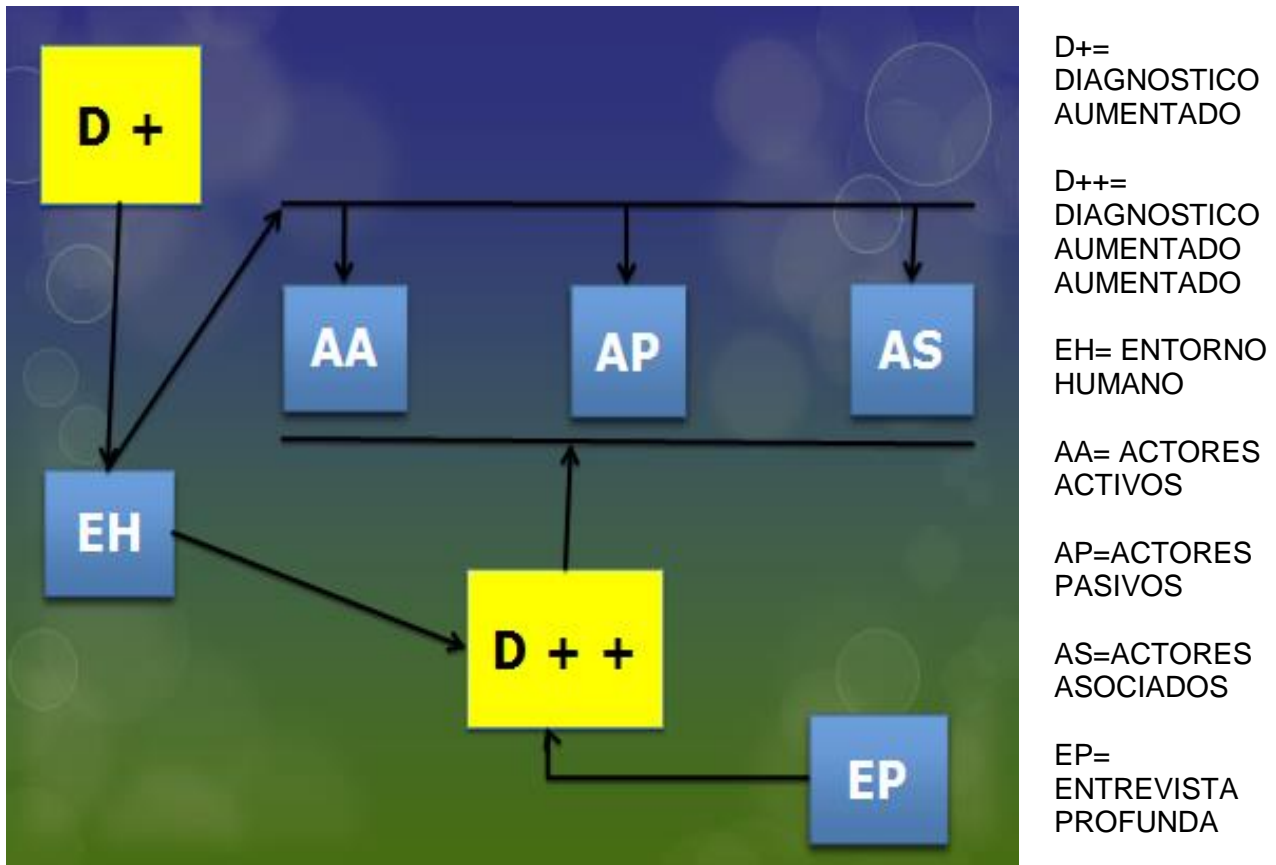 D +
AA
AP
AS
EH
D + +
EP
D+=
DIAGNOSTICO
AUMENTADO
D++=
DIAGNOSTICO
AUMENTADO
AUMENTADO
EH= ENTORNO
HUMANO
AA= ACTORES
ACTIVOS
AP=ACTORES
PASIVOS
AS=ACTORES
ASOCIADOS
EP=
ENTREVISTA
PROFUNDA